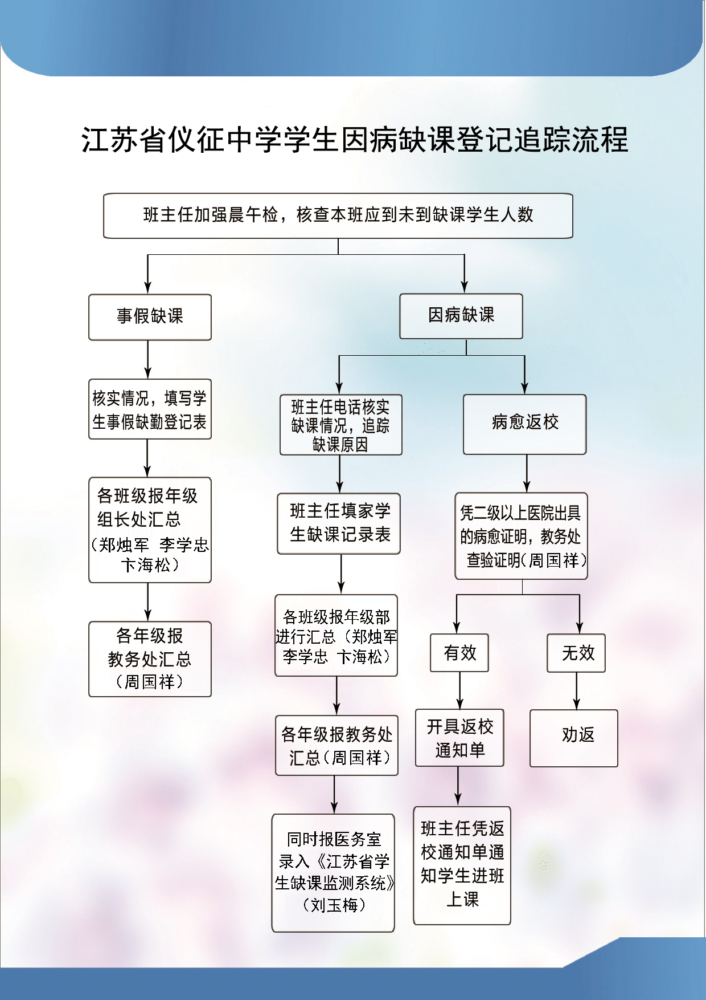 江苏省仪征中学学生因病缺课登记追踪流程
班主任加强晨午检，核查本班应到未到缺课学生人数
事假缺课
因病缺课
核实情况，填写学
生事假缺勤登记表
班主任电话核实
缺课情况，追踪
缺课原因
病愈返校
各班级报年级
组长处汇总
（郑烛军 李学忠
卞海松）
班主任填家学
生缺课记录表
凭二级以上医院出具
的病愈证明，教务处
查验证明（周国祥）
各年级报
教务处汇总
（周国祥）
各班级报年级部
进行汇总（郑烛军
李学忠 卞海松）
有效
无效
各年级报教务处
汇总（周国祥）
开具返校
通知单
劝返
同时报医务室
录入《江苏省学
生缺课监测系统》
（刘玉梅）
班主任凭返
校通知单通
知学生进班
上课